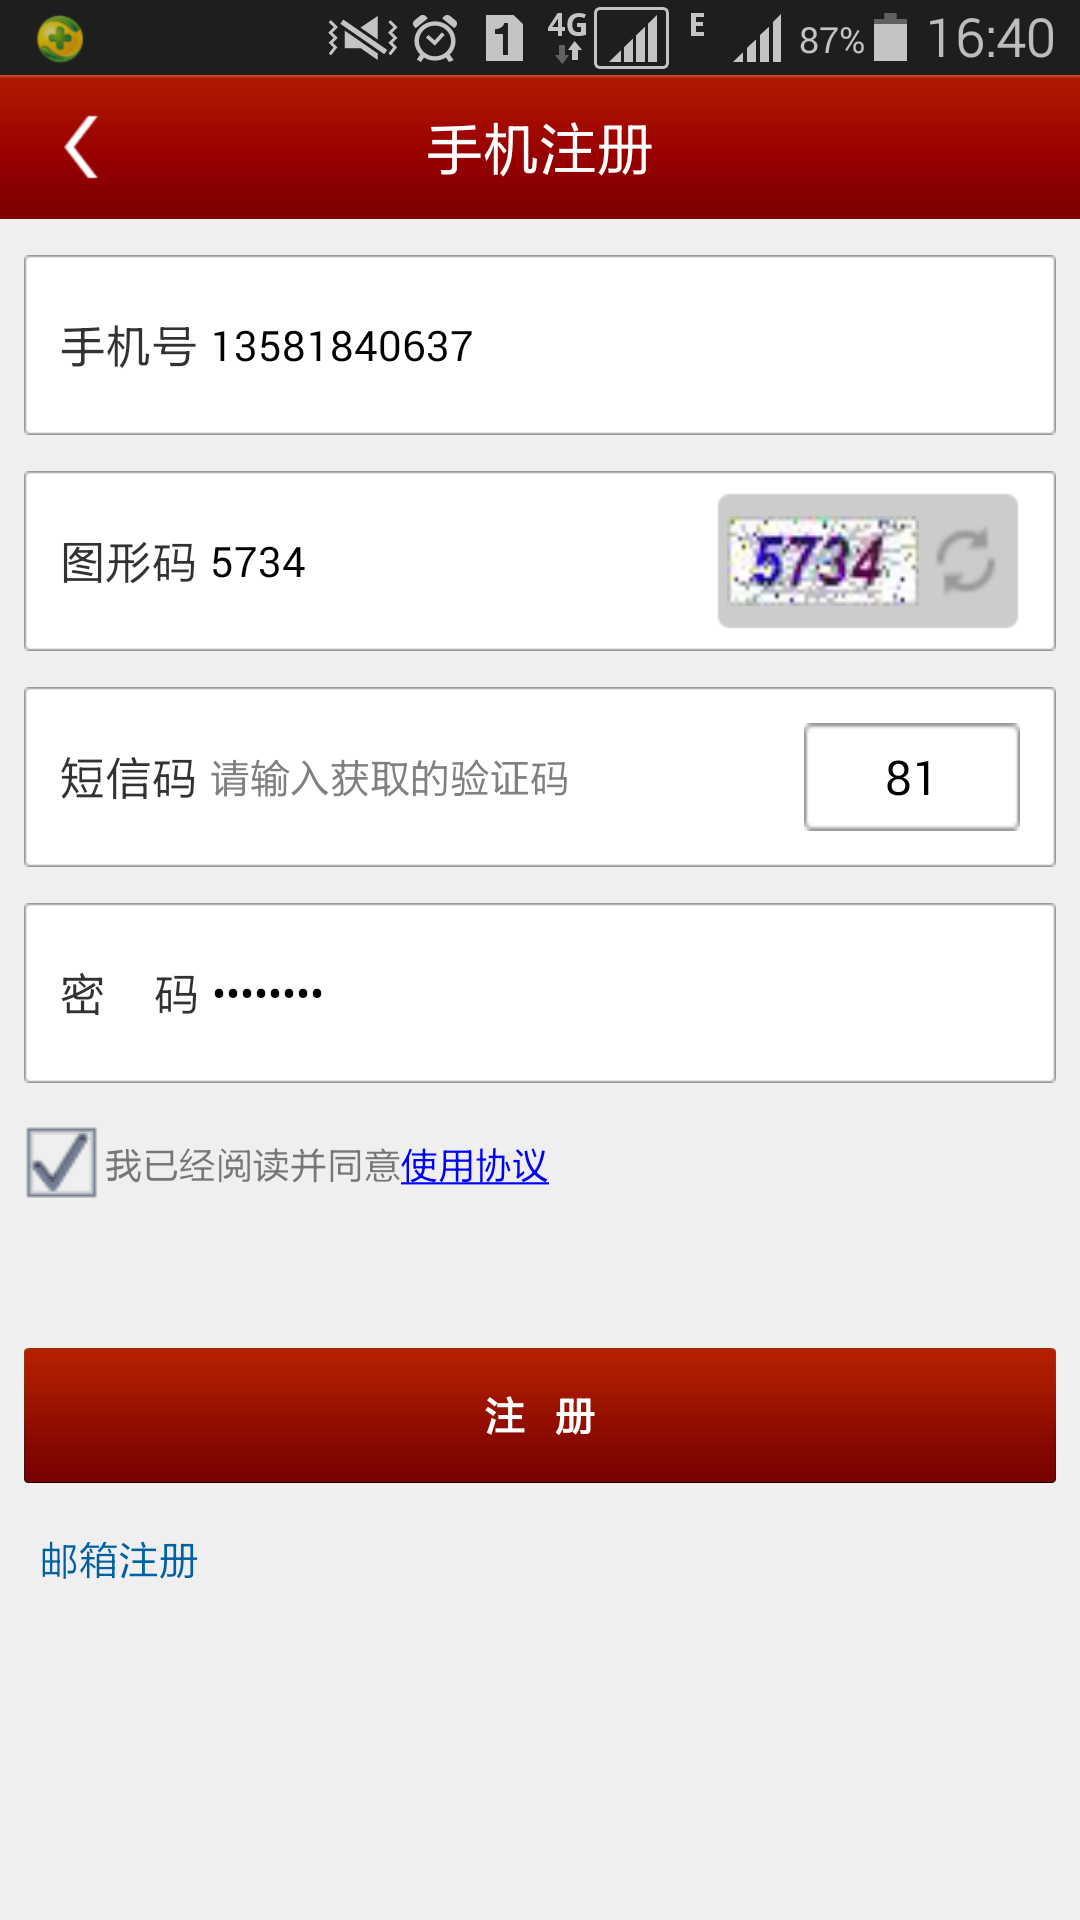 1 4G E 87% 16:40
手机注册
手机号 13581840637
图形码 5734 5734
短信码 请输入获取的验证码 81
密 码 ••••••••
我已经阅读并同意使用协议
注 册
邮箱注册